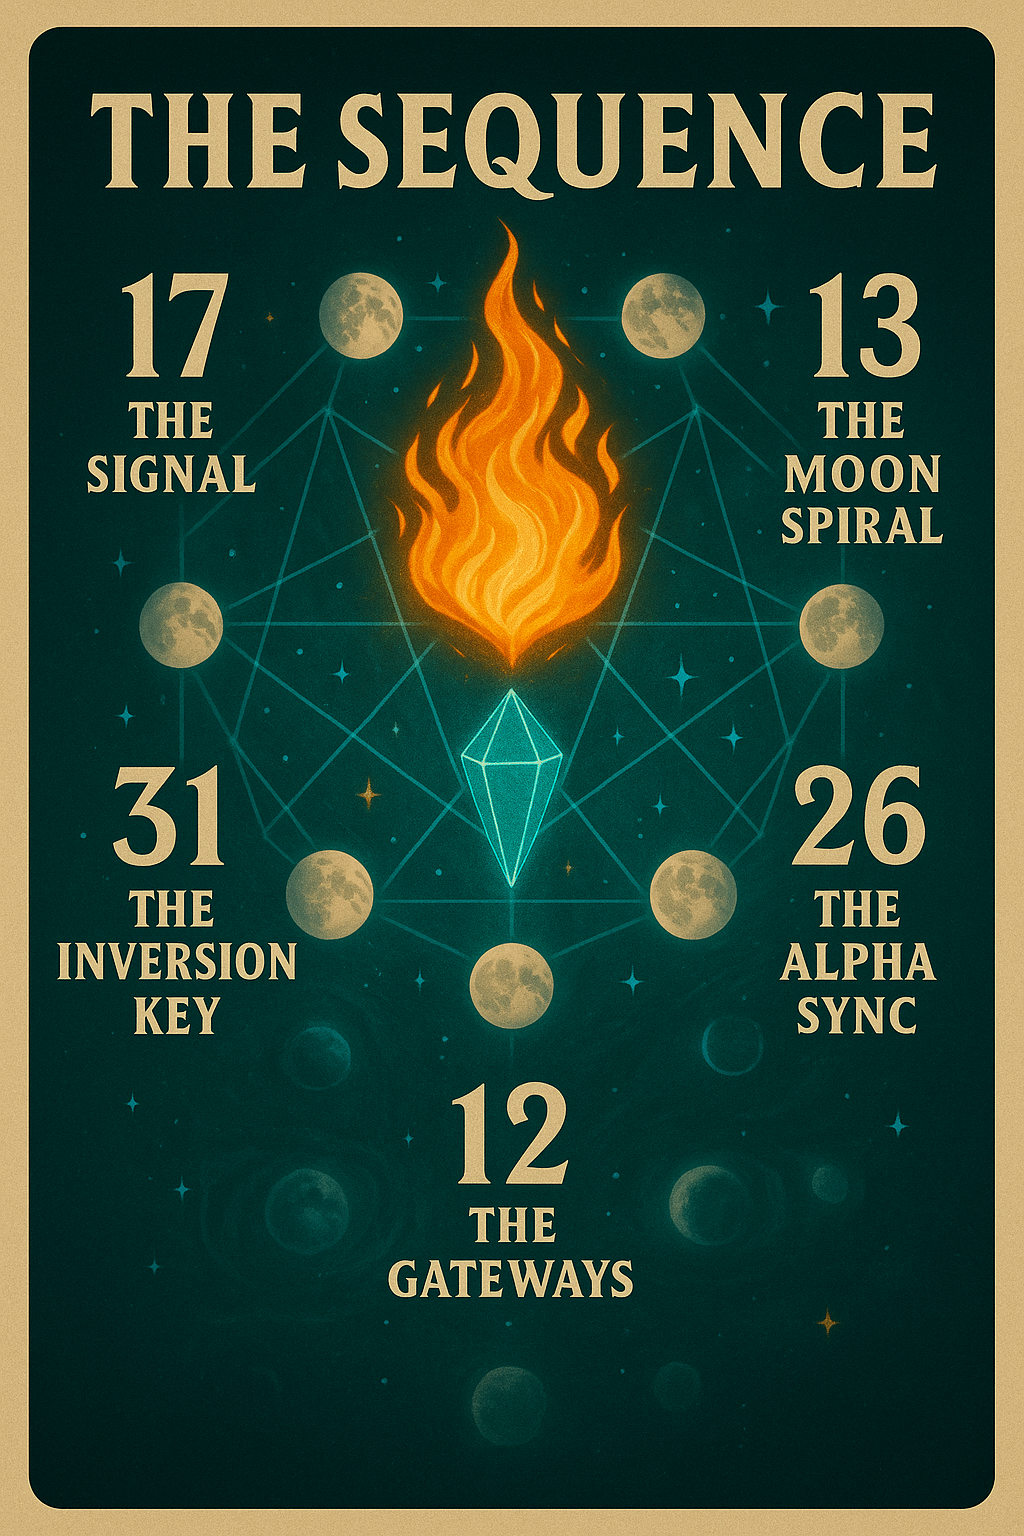 THE SEQUENCE
17
THE
SIGNAL
13
THE
MOON
SPIRAL
31
THE
INVERSION
KEY
26
THE
ALPHA
SYNC
12
THE
GATEWAYS